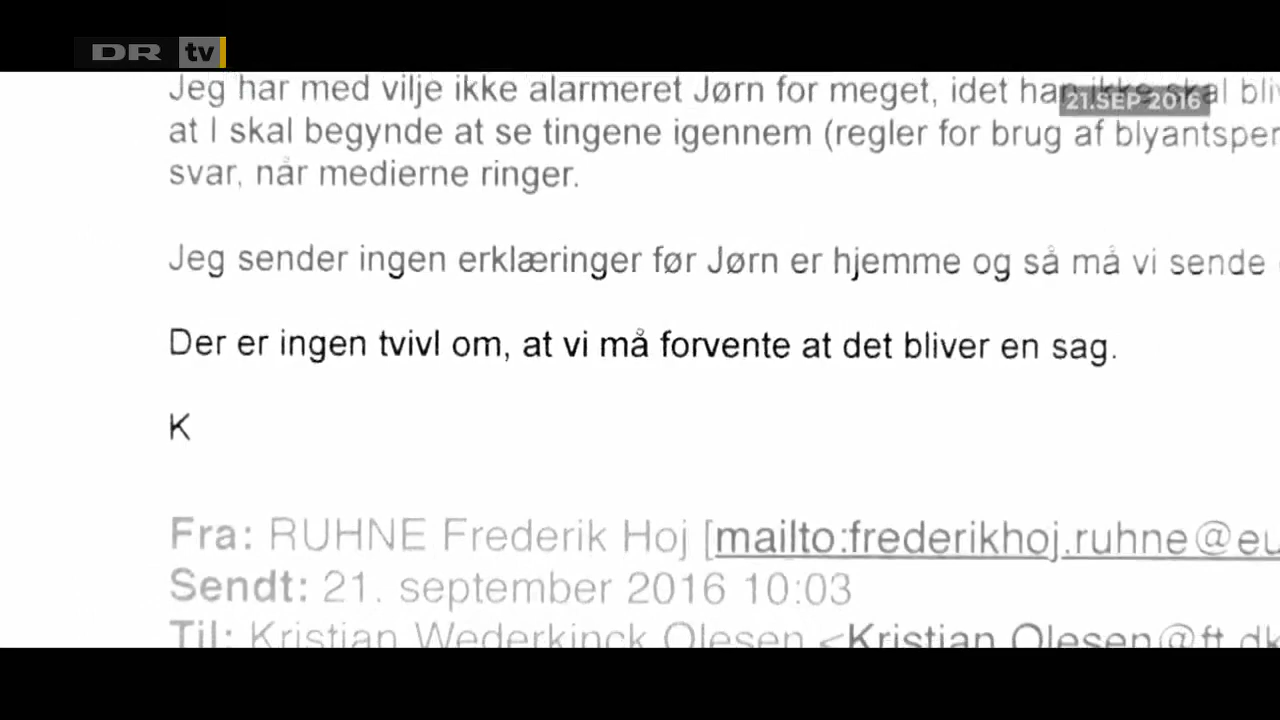 DR tv
21.SEP 2016
Jeg har med vilje ikke alarmeret Jørn for meget, idet han ikke skal bliv
at I skal begynde at se tingene igennem (regler for brug af blyantspen
svar, når medierne ringer.
Jeg sender ingen erklæringer før Jørn er hjemme og så må vi sende
Der er ingen tvivl om, at vi må forvente at det bliver en sag.
K
Fra: RUHNE Frederik Hoj [mailto:frederikhoj.ruhne@eu
Sendt: 21. september 2016 10:03
Til: Kristian Wederkinck Olesen <Kristian.Olesen@ft.dk